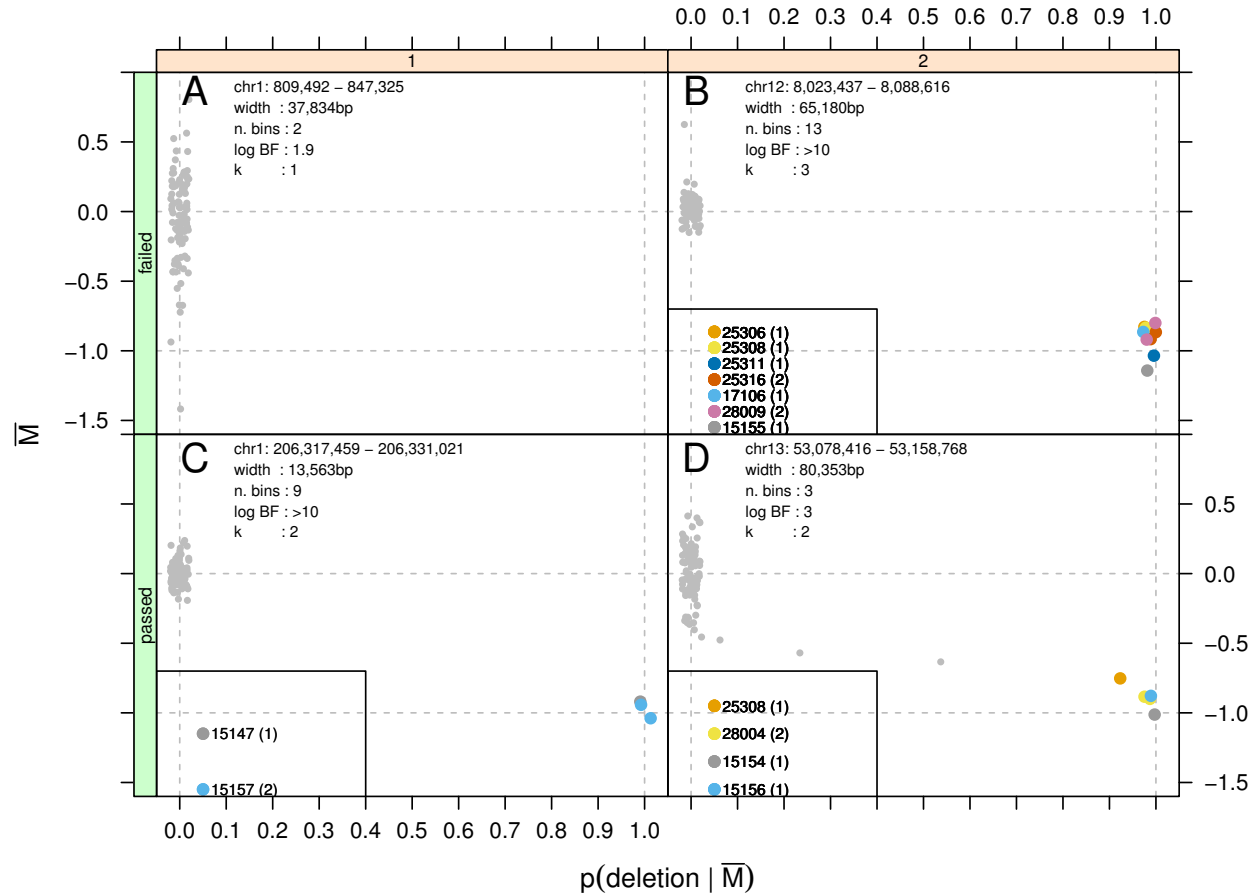 0.0 0.1 0.2 0.3 0.4 0.5 0.6 0.7 0.8 0.9 1.0
1 2
failed
A
chr1: 809,492 − 847,325
width : 37,834bp
n. bins : 2
log BF : 1.9
k : 1
B
chr12: 8,023,437 − 8,088,616
width : 65,180bp
n. bins : 13
log BF : >10
k : 3
25306 (1)
25308 (1)
25311 (1)
25316 (2)
17106 (1)
28009 (2)
15155 (1)
0.5
0.0
−0.5
−1.0
−1.5
M̅
passed
C
chr1: 206,317,459 − 206,331,021
width : 13,563bp
n. bins : 9
log BF : >10
k : 2
15147 (1)
15157 (2)
D
chr13: 53,078,416 − 53,158,768
width : 80,353bp
n. bins : 3
log BF : 3
k : 2
25308 (1)
28004 (2)
15154 (1)
15156 (1)
0.5
0.0
−0.5
−1.0
−1.5
0.0 0.1 0.2 0.3 0.4 0.5 0.6 0.7 0.8 0.9 1.0
p(deletion | M̅)